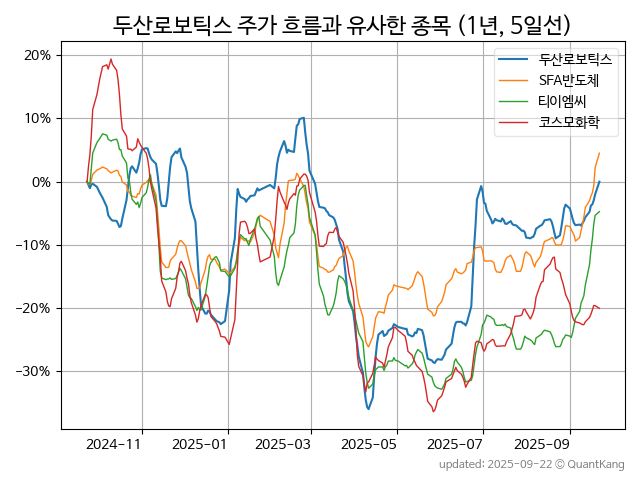 두산로보틱스 주가 흐름과 유사한 종목 (1년, 5일선)
두산로보틱스
SFA반도체
티이엠씨
코스모화학
20%
10%
0%
−10%
−20%
−30%
2024-11 2025-01 2025-03 2025-05 2025-07 2025-09
updated: 2025-09-22 © QuantKang